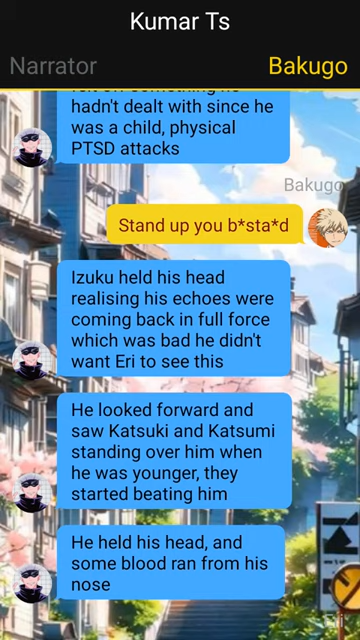 Kumar Ts
Narrator
Bakugo
hadn't dealt with since he
was a child, physical
PTSD attacks
Bakugo
Stand up you b*sta*d
Izuku held his head
realising his echoes were
coming back in full force
which was bad he didn't
want Eri to see this
He looked forward and
saw Katsuki and Katsumi
standing over him when
he was younger, they
started beating him
He held his head, and
some blood ran from his
nose